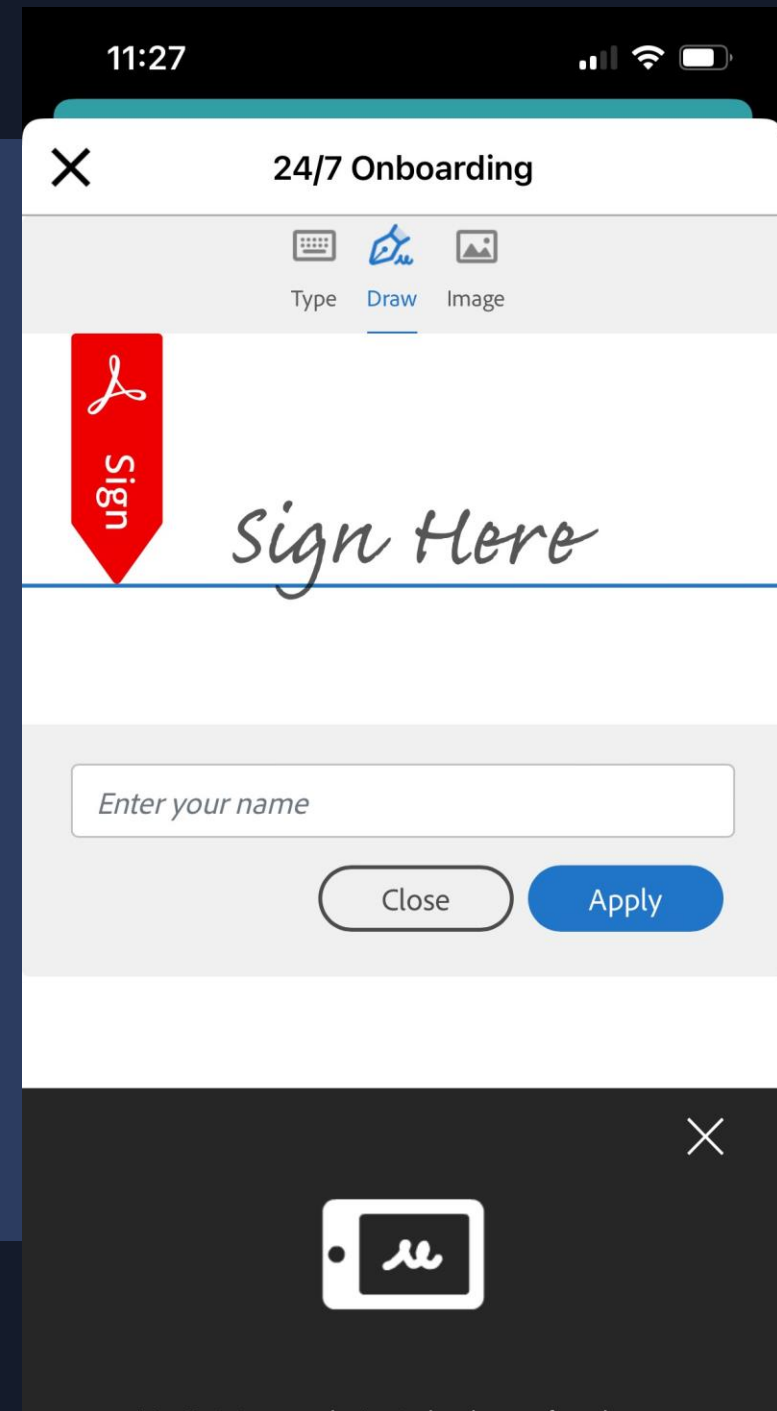 11:27
24/7 Onboarding
Type Draw Image
Sign
Sign Here
Enter your name
Close Apply